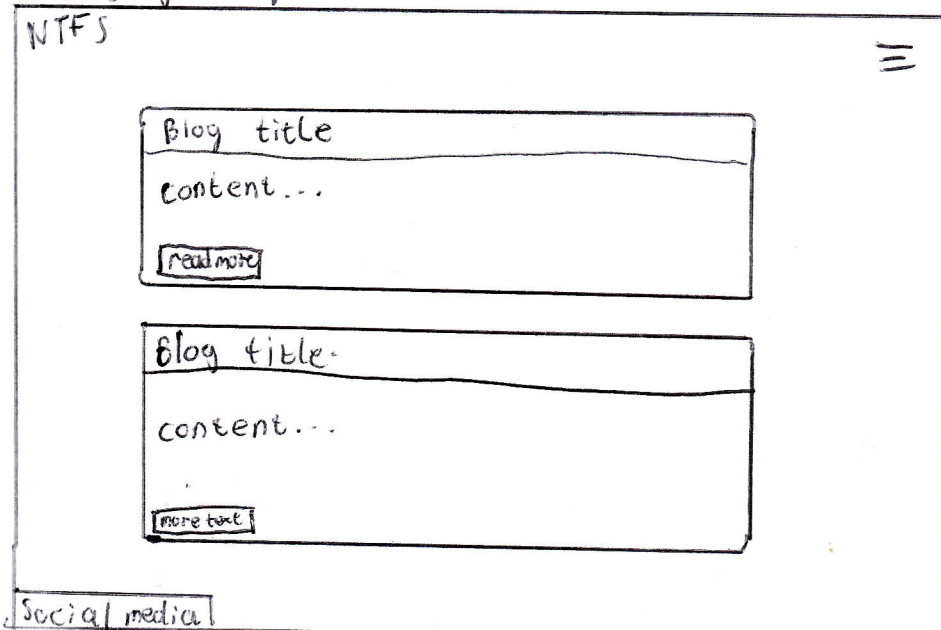 NTFS
Blog title
content...
read more
Blog title.
content...
more text
Social media